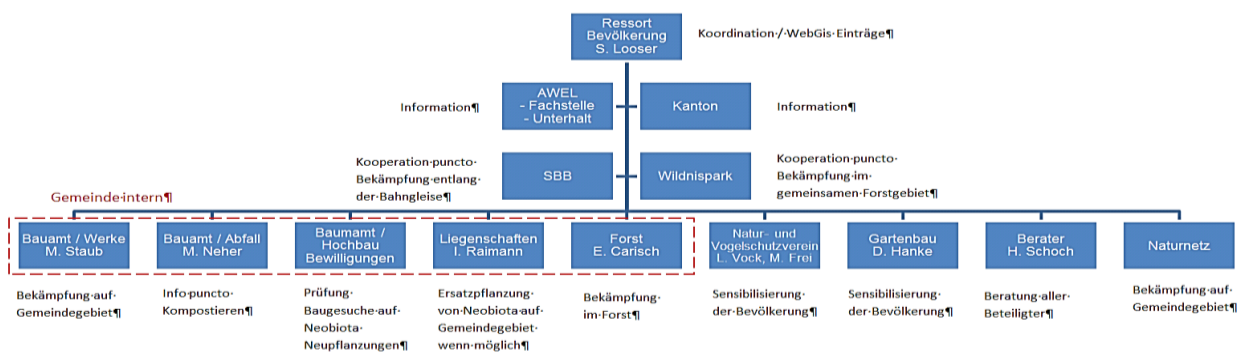 Ressort
Bevölkerung
S. Looser
Koordination·/·WebGis·Einträge¶
Information¶
AWEL
- Fachstelle
- Unterhalt
Kanton
Information¶
Kooperation·puncto·
Bekämpfung·entlang·
der·Bahngleise¶
SBB
Wildnispark
Kooperation·puncto·
Bekämpfung·im·
gemeinsamen·Forstgebiet¶
Gemeinde·intern¶
Bauamt / Werke
M. Staub
Bauamt / Abfall
M. Neher
Baumamt /
Hochbau
Bewilligungen
Liegenschaften
I. Raimann
Forst
E. Carisch
Natur- und
Vogelschutzverein
L. Vock, M. Frei
Gartenbau
D. Hanke
Berater
H. Schoch
Naturnetz
Bekämpfung·auf·
Gemeindegebiet¶
Info·puncto·
Kompostieren¶
Prüfung·
Baugesuche·auf·
Neobiota·
Neupflanzungen¶
Ersatzpflanzung·
von·Neobiota·auf·
Gemeindegebiet·
wenn·möglich¶
Bekämpfung·
im·Forst¶
Sensibilisierung·
der·Bevölkerung¶
Sensibilisierung·
der·Bevölkerung¶
Beratung·aller·
Beteiligter¶
Bekämpfung·auf·
Gemeindegebiet¶